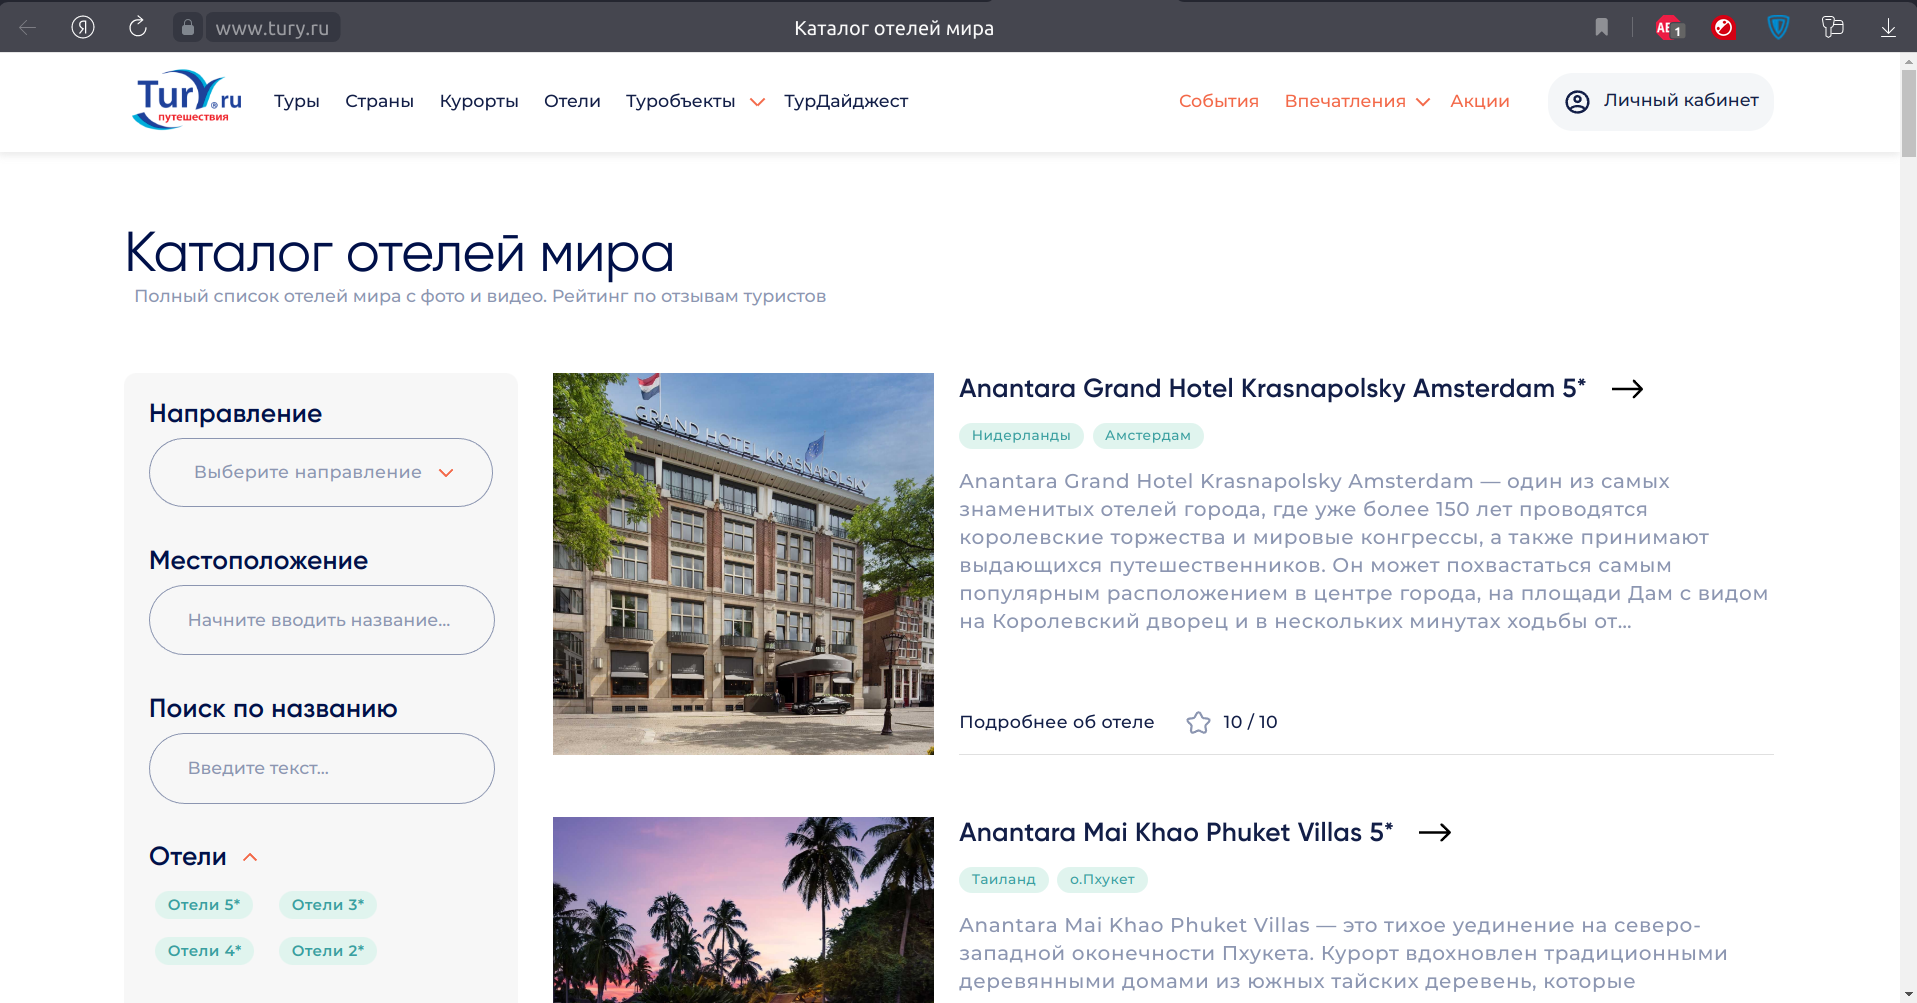 www.tury.ru
Каталог отелей мира
ABP 1
Tury.ru
путешествия
Туры Страны Курорты Отели Туробъекты ТурДайджест События Впечатления Акции Личный кабинет
Каталог отелей мира
Полный список отелей мира с фото и видео. Рейтинг по отзывам туристов
Направление
Выберите направление
Местоположение
Начните вводить название...
Поиск по названию
Введите текст...
Отели
Отели 5* Отели 3*
Отели 4* Отели 2*
GRAND HOTEL KRASNAPOLSKY
Anantara Grand Hotel Krasnapolsky Amsterdam 5*
Нидерланды Амстердам
Anantara Grand Hotel Krasnapolsky Amsterdam — один из самых
знаменитых отелей города, где уже более 150 лет проводятся
королевские торжества и мировые конгрессы, а также принимают
выдающихся путешественников. Он может похвастаться самым
популярным расположением в центре города, на площади Дам с видом
на Королевский дворец и в нескольких минутах ходьбы от...
Подробнее об отеле 10 / 10
Anantara Mai Khao Phuket Villas 5*
Таиланд о.Пхукет
Anantara Mai Khao Phuket Villas — это тихое уединение на северо-
западной оконечности Пхукета. Курорт вдохновлен традиционными
деревянными домами из южных тайских деревень, которые